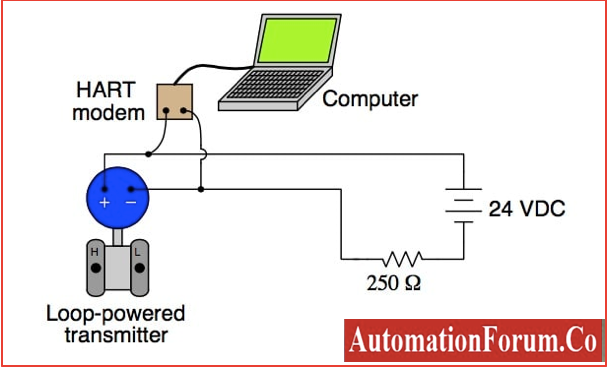 HART
modem
Computer
+ −
24 VDC
H L
250 Ω
Loop-powered
transmitter
AutomationForum.Co